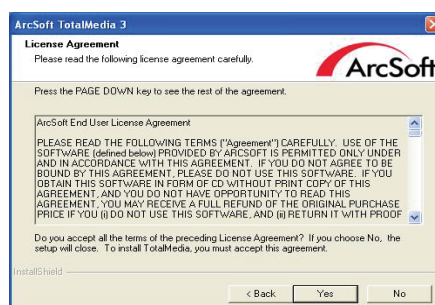 ArcSoft TotalMedia 3
License Agreement
Please read the following license agreement carefully.
ArcSoft
Press the PAGE DOWN key to see the rest of the agreement.
ArcSoft End User License Agreement
PLEASE READ THE FOLLOWING TERMS ("Agreement") CAREFULLY. USE OF THE
SOFTWARE (defined below) PROVIDED BY ARCSOFT IS PERMITTED ONLY UNDER
AND IN ACCORDANCE WITH THIS AGREEMENT. IF YOU DO NOT AGREE TO BE
BOUND BY THIS AGREEMENT, PLEASE DO NOT USE THIS SOFTWARE. IF YOU
OBTAIN THIS SOFTWARE IN FORM OF CD WITHOUT PRINT COPY OF THIS
AGREEMENT, AND YOU DO NOT HAVE OPPORTUNITY TO READ THIS
AGREEMENT, YOU MAY RECEIVE A FULL REFUND OF THE ORIGINAL PURCHASE
PRICE IF YOU (i) DO NOT USE THIS SOFTWARE, AND (ii) RETURN IT WITH PROOF
Do you accept all the terms of the preceding License Agreement? If you choose No, the
setup will close. To install TotalMedia, you must accept this agreement.
InstallShield
< Back
Yes
No